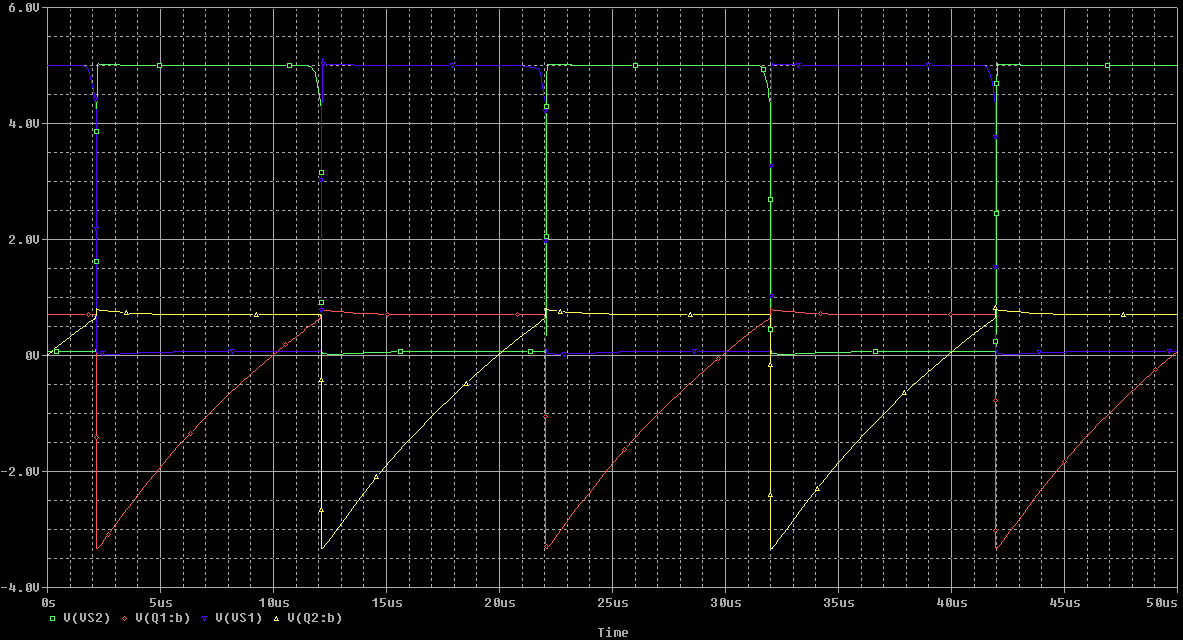 6.0V
4.0V
2.0V
0V
-2.0V
-4.0V
0s 5us 10us 15us 20us 25us 30us 35us 40us 45us 50us
V(VS2) V(Q1:b) V(VS1) V(Q2:b)
Time